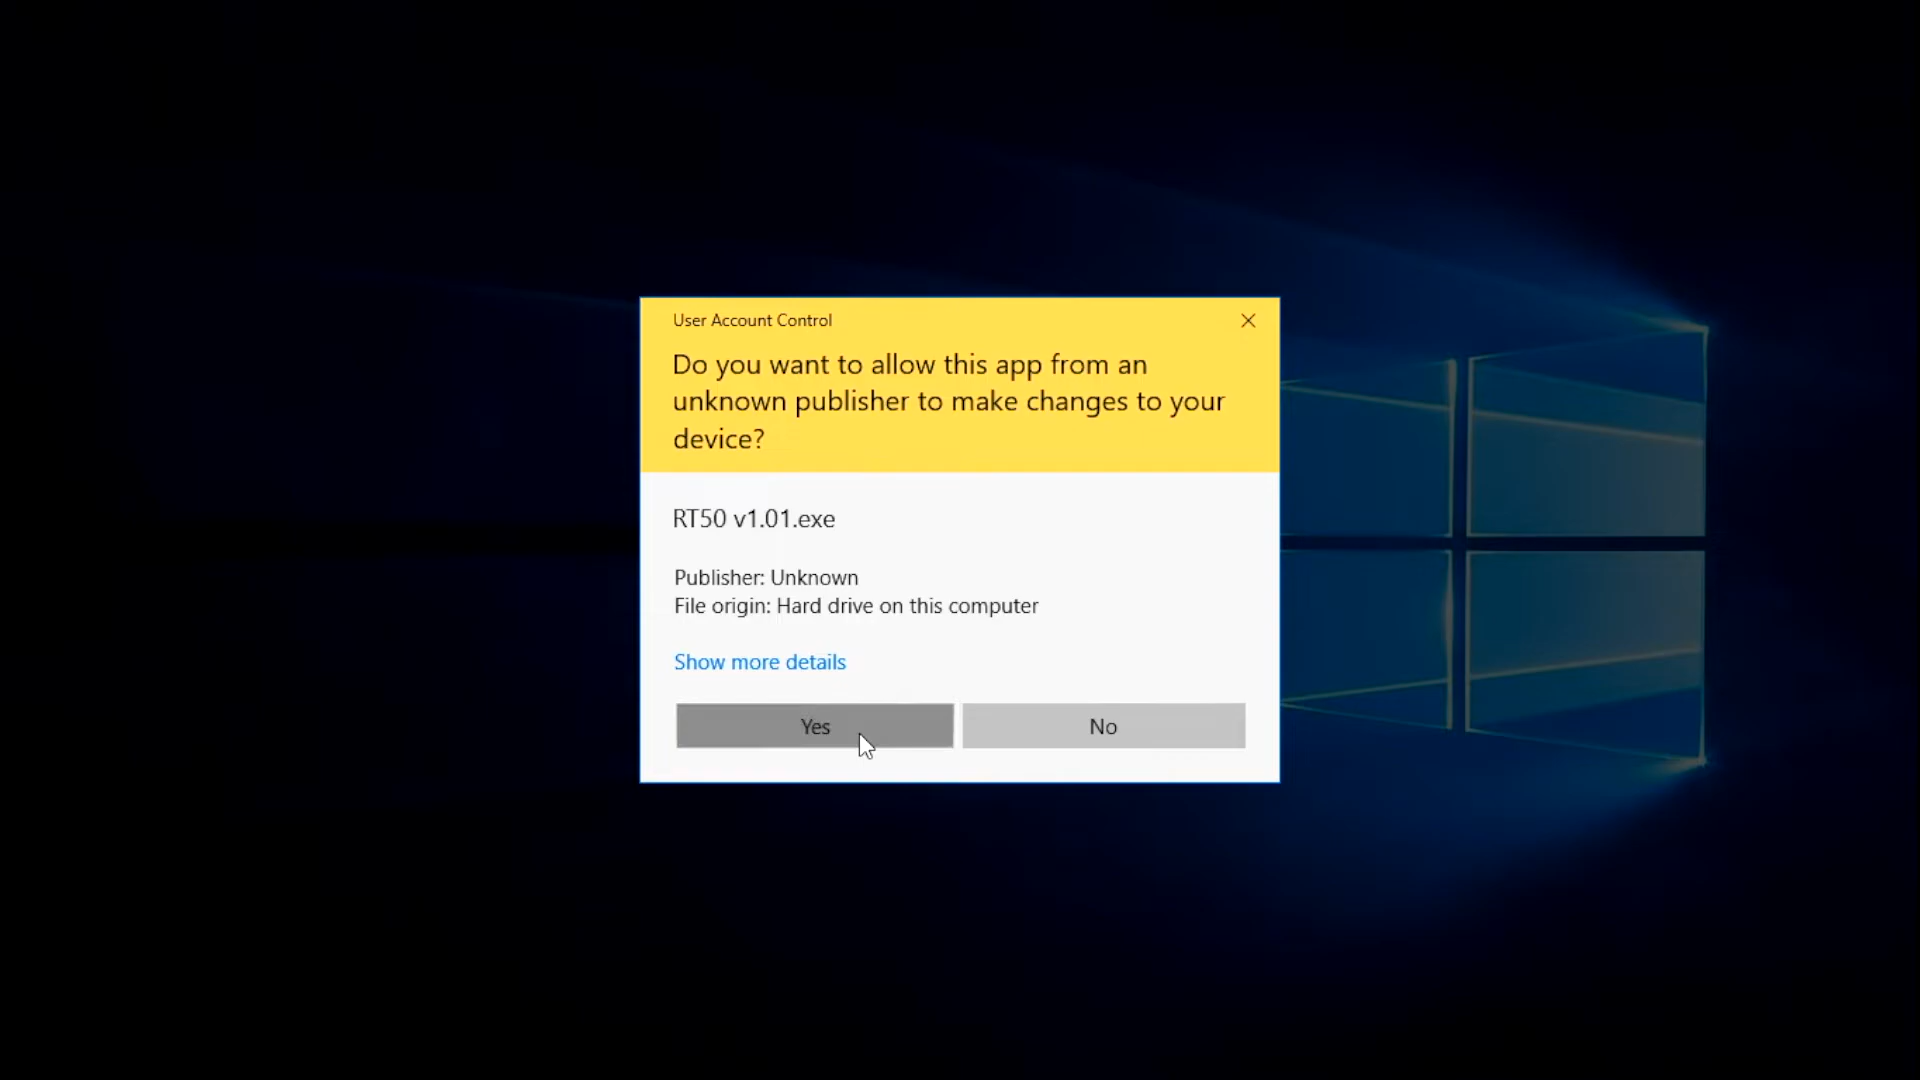 User Account Control
Do you want to allow this app from an
unknown publisher to make changes to your
device?
RT50 v1.01.exe
Publisher: Unknown
File origin: Hard drive on this computer
Show more details
Yes
No